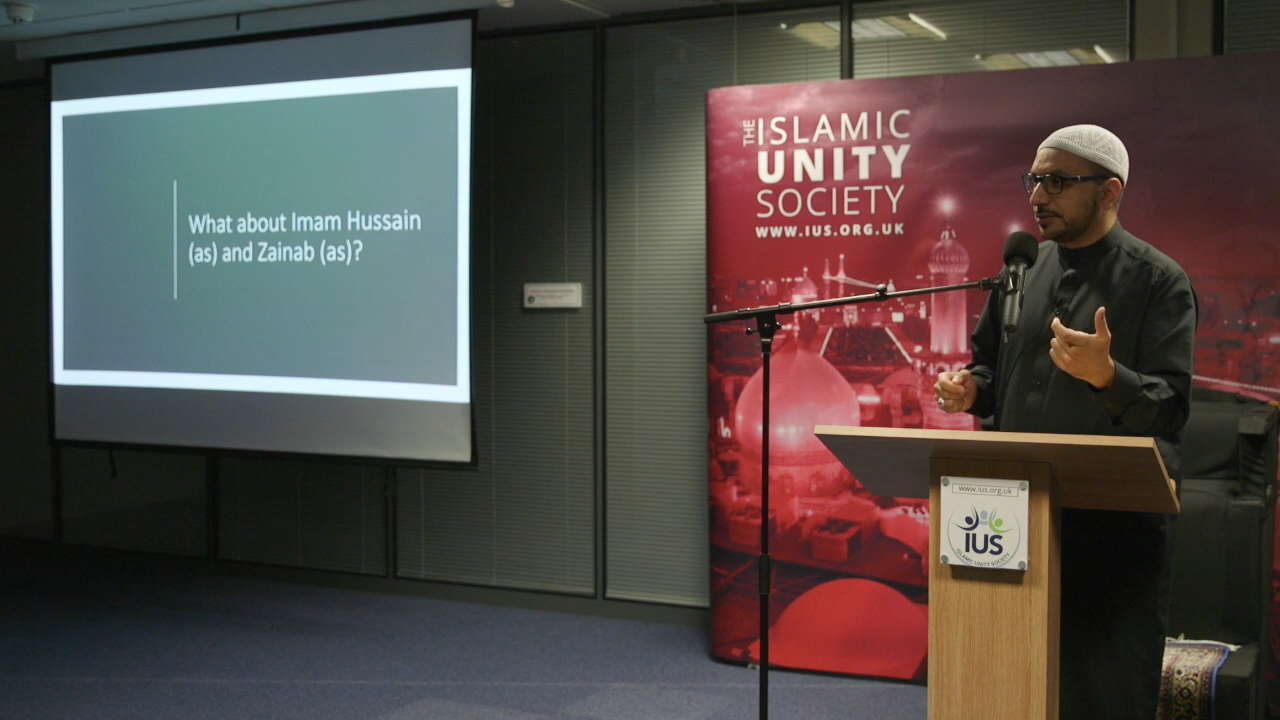 What about Imam Hussain
(as) and Zainab (as)?
THE ISLAMIC
UNITY
SOCIETY
WWW.IUS.ORG.UK
www.ius.org.uk
IUS
ISLAMIC UNITY SOCIETY